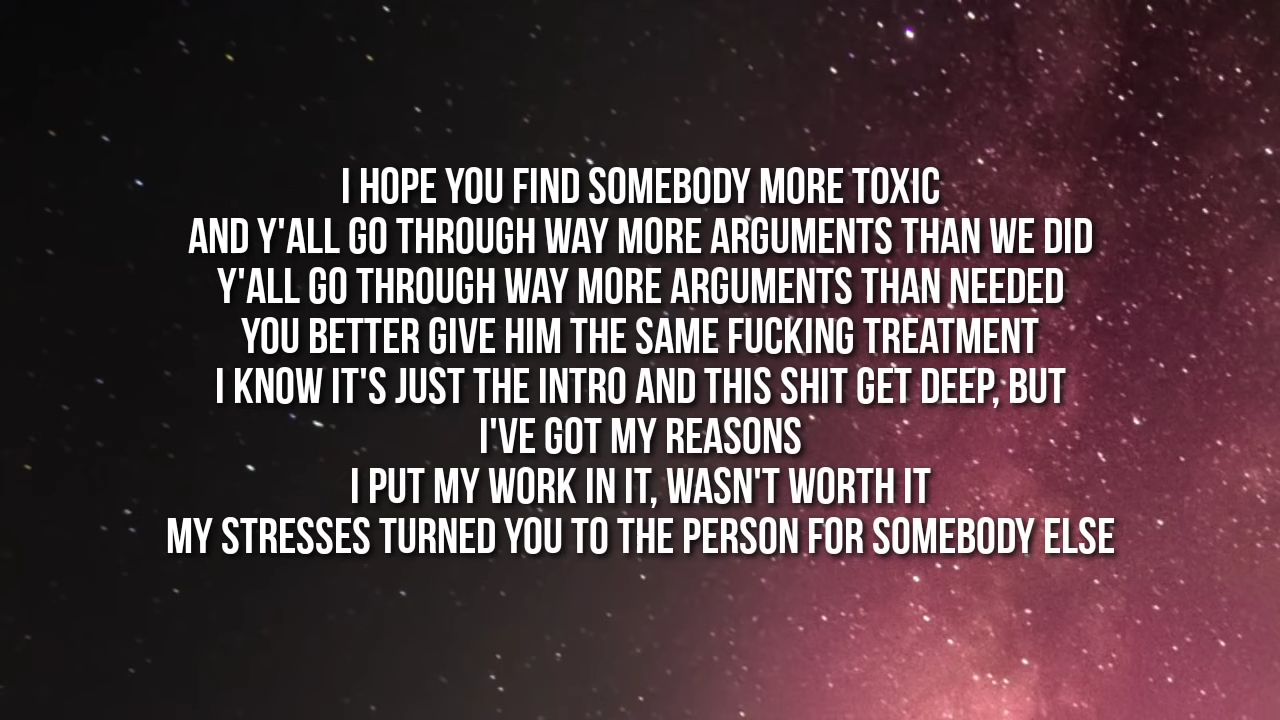 I HOPE YOU FIND SOMEBODY MORE TOXIC
AND Y'ALL GO THROUGH WAY MORE ARGUMENTS THAN WE DID
Y'ALL GO THROUGH WAY MORE ARGUMENTS THAN NEEDED
YOU BETTER GIVE HIM THE SAME FUCKING TREATMENT
I KNOW IT'S JUST THE INTRO AND THIS SHIT GET DEEP, BUT
I'VE GOT MY REASONS
I PUT MY WORK IN IT, WASN'T WORTH IT
MY STRESSES TURNED YOU TO THE PERSON FOR SOMEBODY ELSE